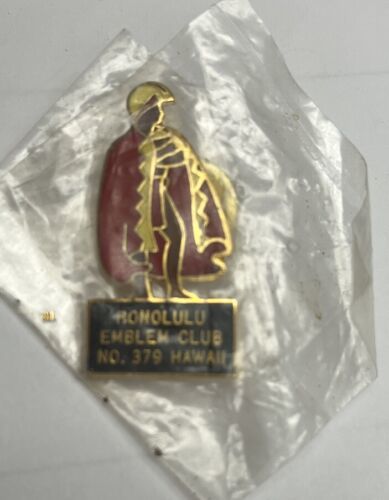 HONOLULU
EMBLEM CLUB
NO. 379 HAWAII